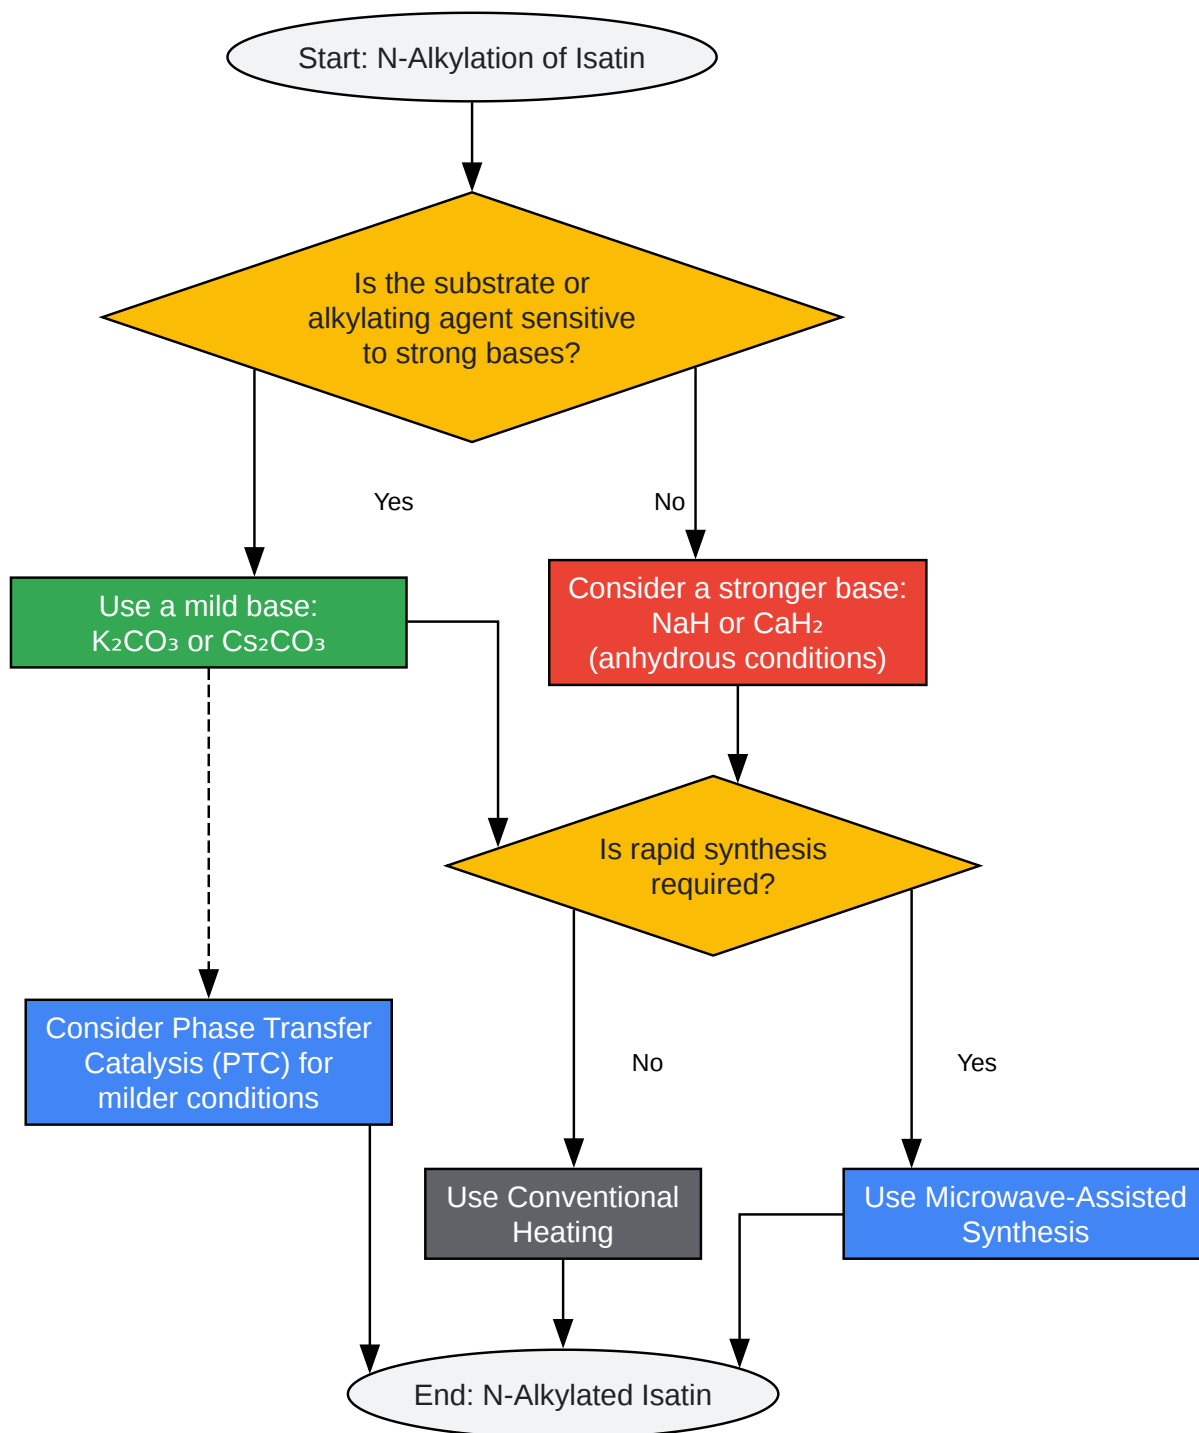 Start: N-Alkylation of Isatin
Is the substrate or
alkylating agent sensitive
to strong bases?
Yes
No
Use a mild base:
K₂CO₃ or Cs₂CO₃
Consider a stronger base:
NaH or CaH₂
(anhydrous conditions)
Is rapid synthesis
required?
Consider Phase Transfer
Catalysis (PTC) for
milder conditions
No
Yes
Use Conventional
Heating
Use Microwave-Assisted
Synthesis
End: N-Alkylated Isatin